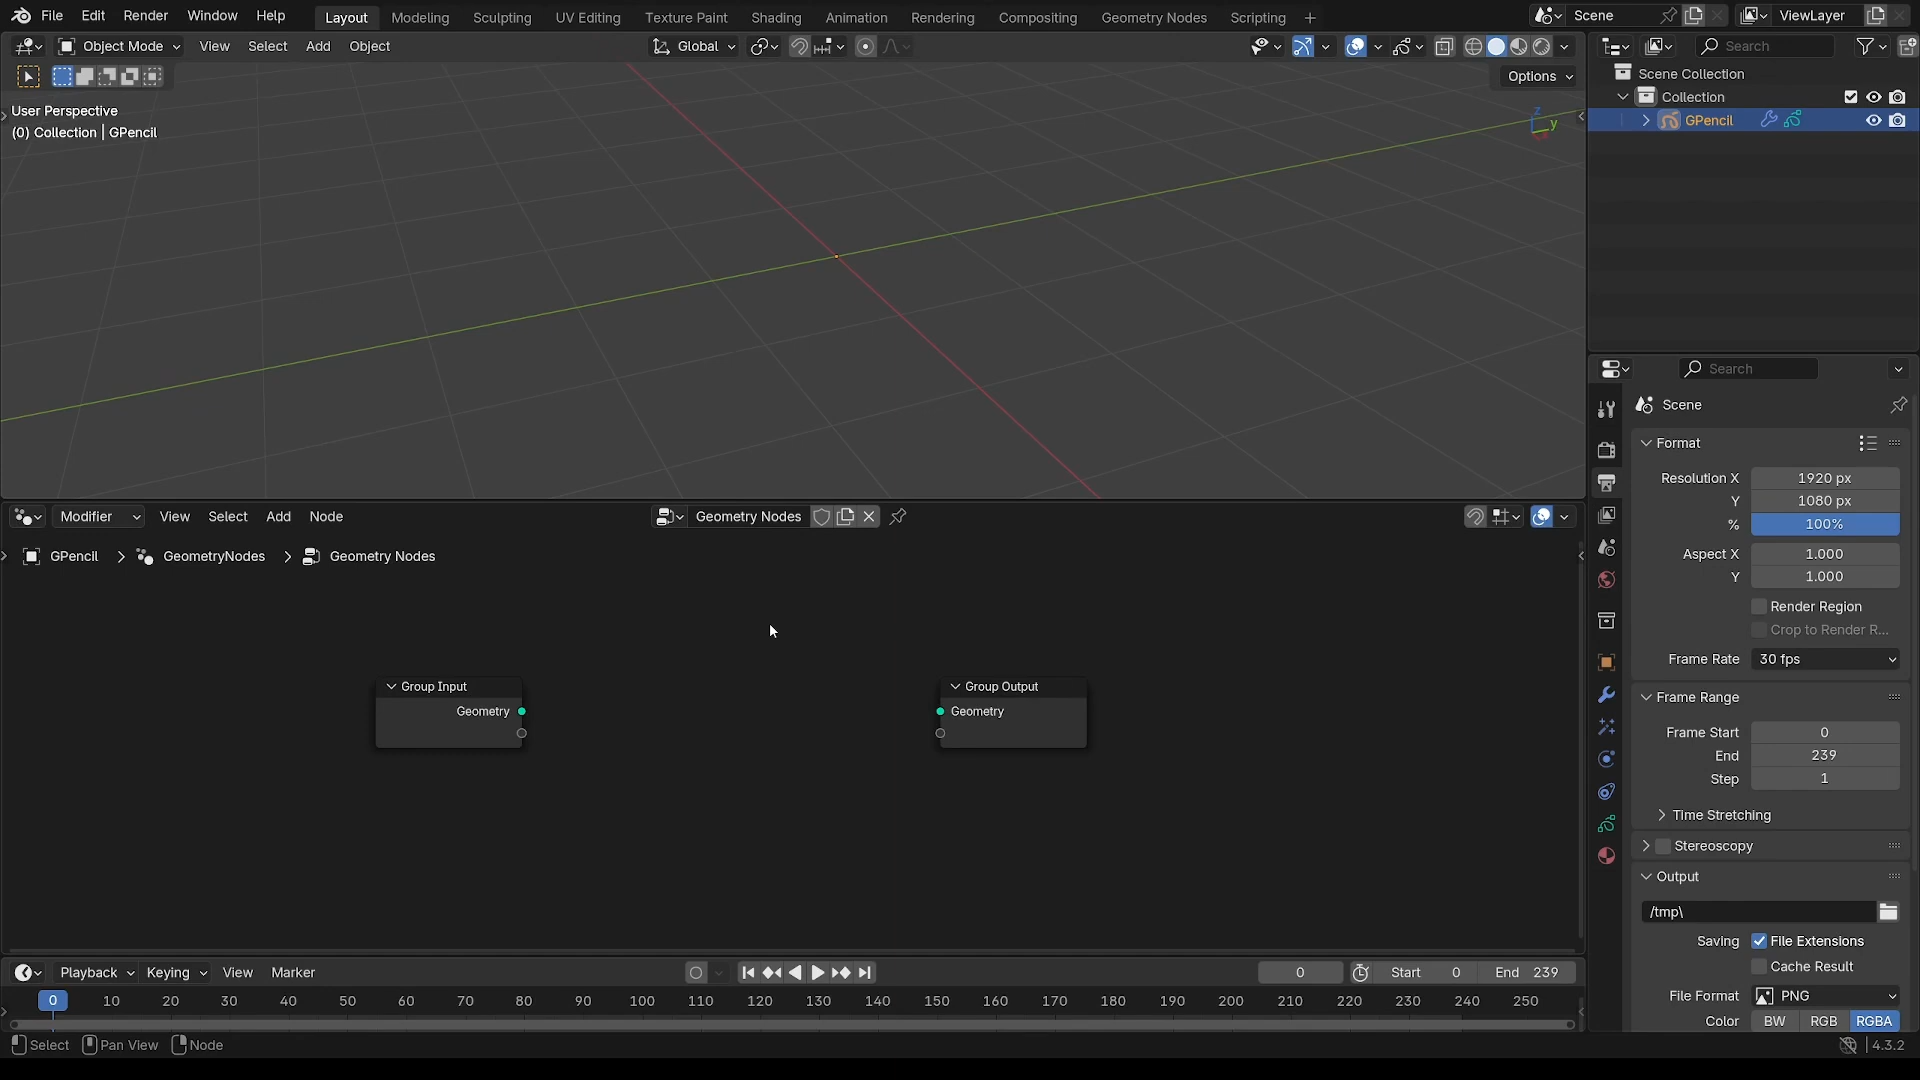 File Edit Render Window Help Layout Modeling Sculpting UV Editing Texture Paint Shading Animation Rendering Compositing Geometry Nodes Scripting + Scene ViewLayer
Object Mode View Select Add Object Global Search
Options
User Perspective
(0) Collection | GPencil
Z
Y
Scene Collection
Collection
GPencil
Modifier View Select Add Node Geometry Nodes
GPencil > GeometryNodes > Geometry Nodes
Group Input
Geometry
Group Output
Geometry
Search
Scene
Format
Resolution X 1920 px
Y 1080 px
% 100%
Aspect X 1.000
Y 1.000
Render Region
Crop to Render R...
Frame Rate 30 fps
Frame Range
Frame Start 0
End 239
Step 1
Time Stretching
Stereoscopy
Output
/tmp\
Saving File Extensions
Cache Result
File Format PNG
Color BW RGB RGBA
Playback Keying View Marker 0 Start 0 End 239
0 10 20 30 40 50 60 70 80 90 100 110 120 130 140 150 160 170 180 190 200 210 220 230 240 250
Select Pan View Node 4.3.2